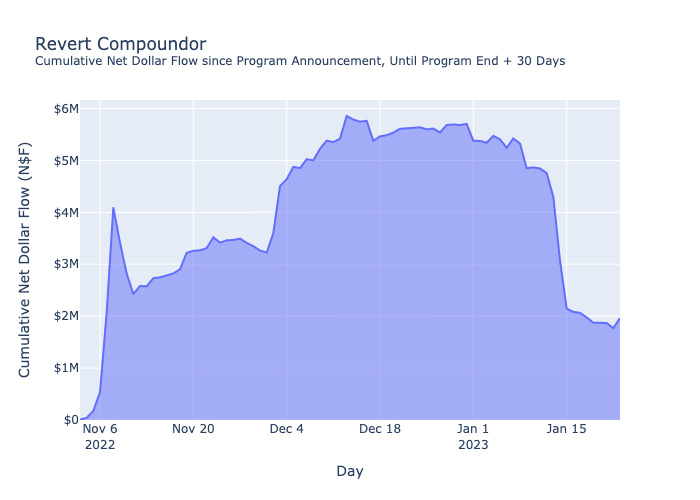 Revert Compoundor
Cumulative Net Dollar Flow since Program Announcement, Until Program End + 30 Days
Cumulative Net Dollar Flow (N$F)
$6M
$5M
$4M
$3M
$2M
$1M
$0
Nov 6
2022
Nov 20
Dec 4
Dec 18
Jan 1
2023
Jan 15
Day